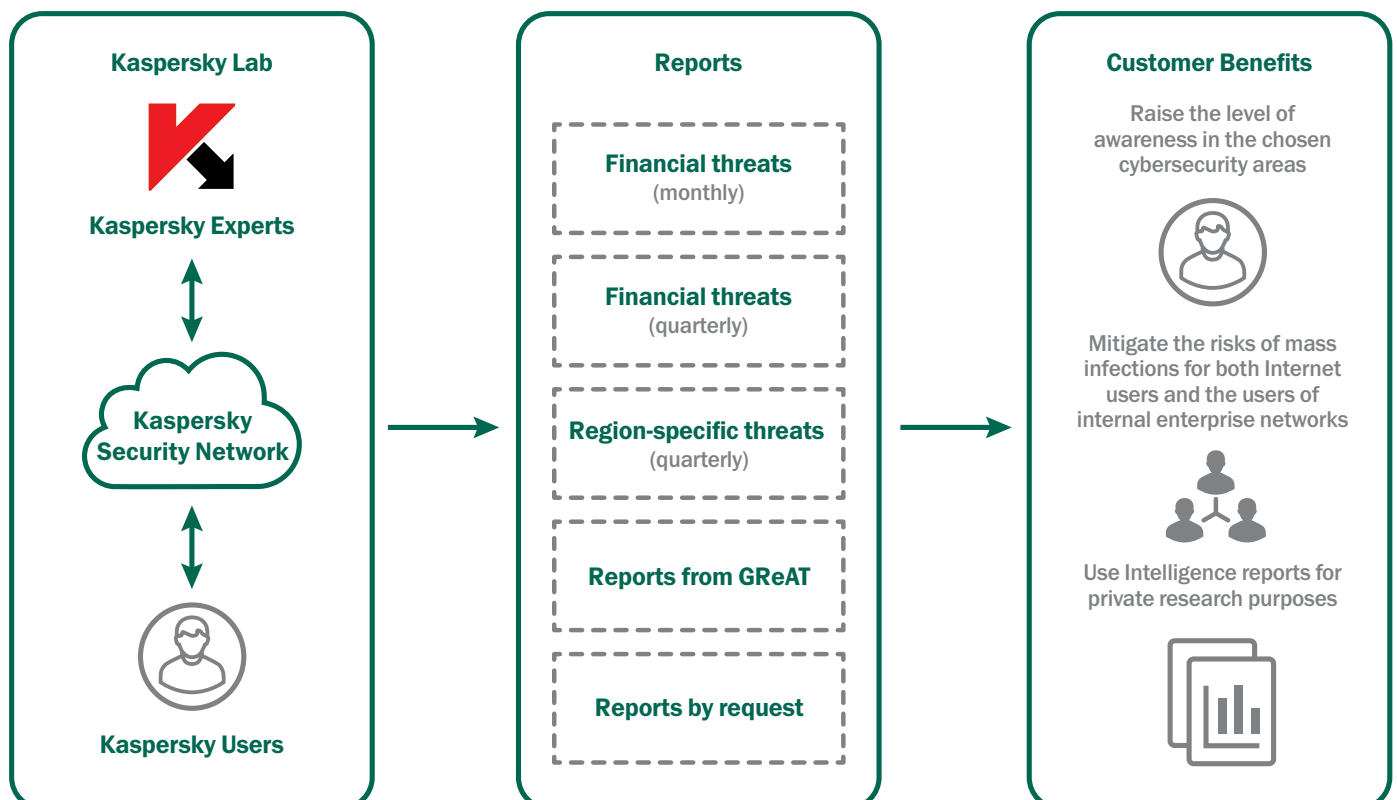 Kaspersky Lab
Kaspersky Experts
Kaspersky
Security Network
Kaspersky Users
Reports
Financial threats
(monthly)
Financial threats
(quarterly)
Region-specific threats
(quarterly)
Reports from GReAT
Reports by request
Customer Benefits
Raise the level of
awareness in the chosen
cybersecurity areas
Mitigate the risks of mass
infections for both Internet
users and the users of
internal enterprise networks
Use Intelligence reports for
private research purposes